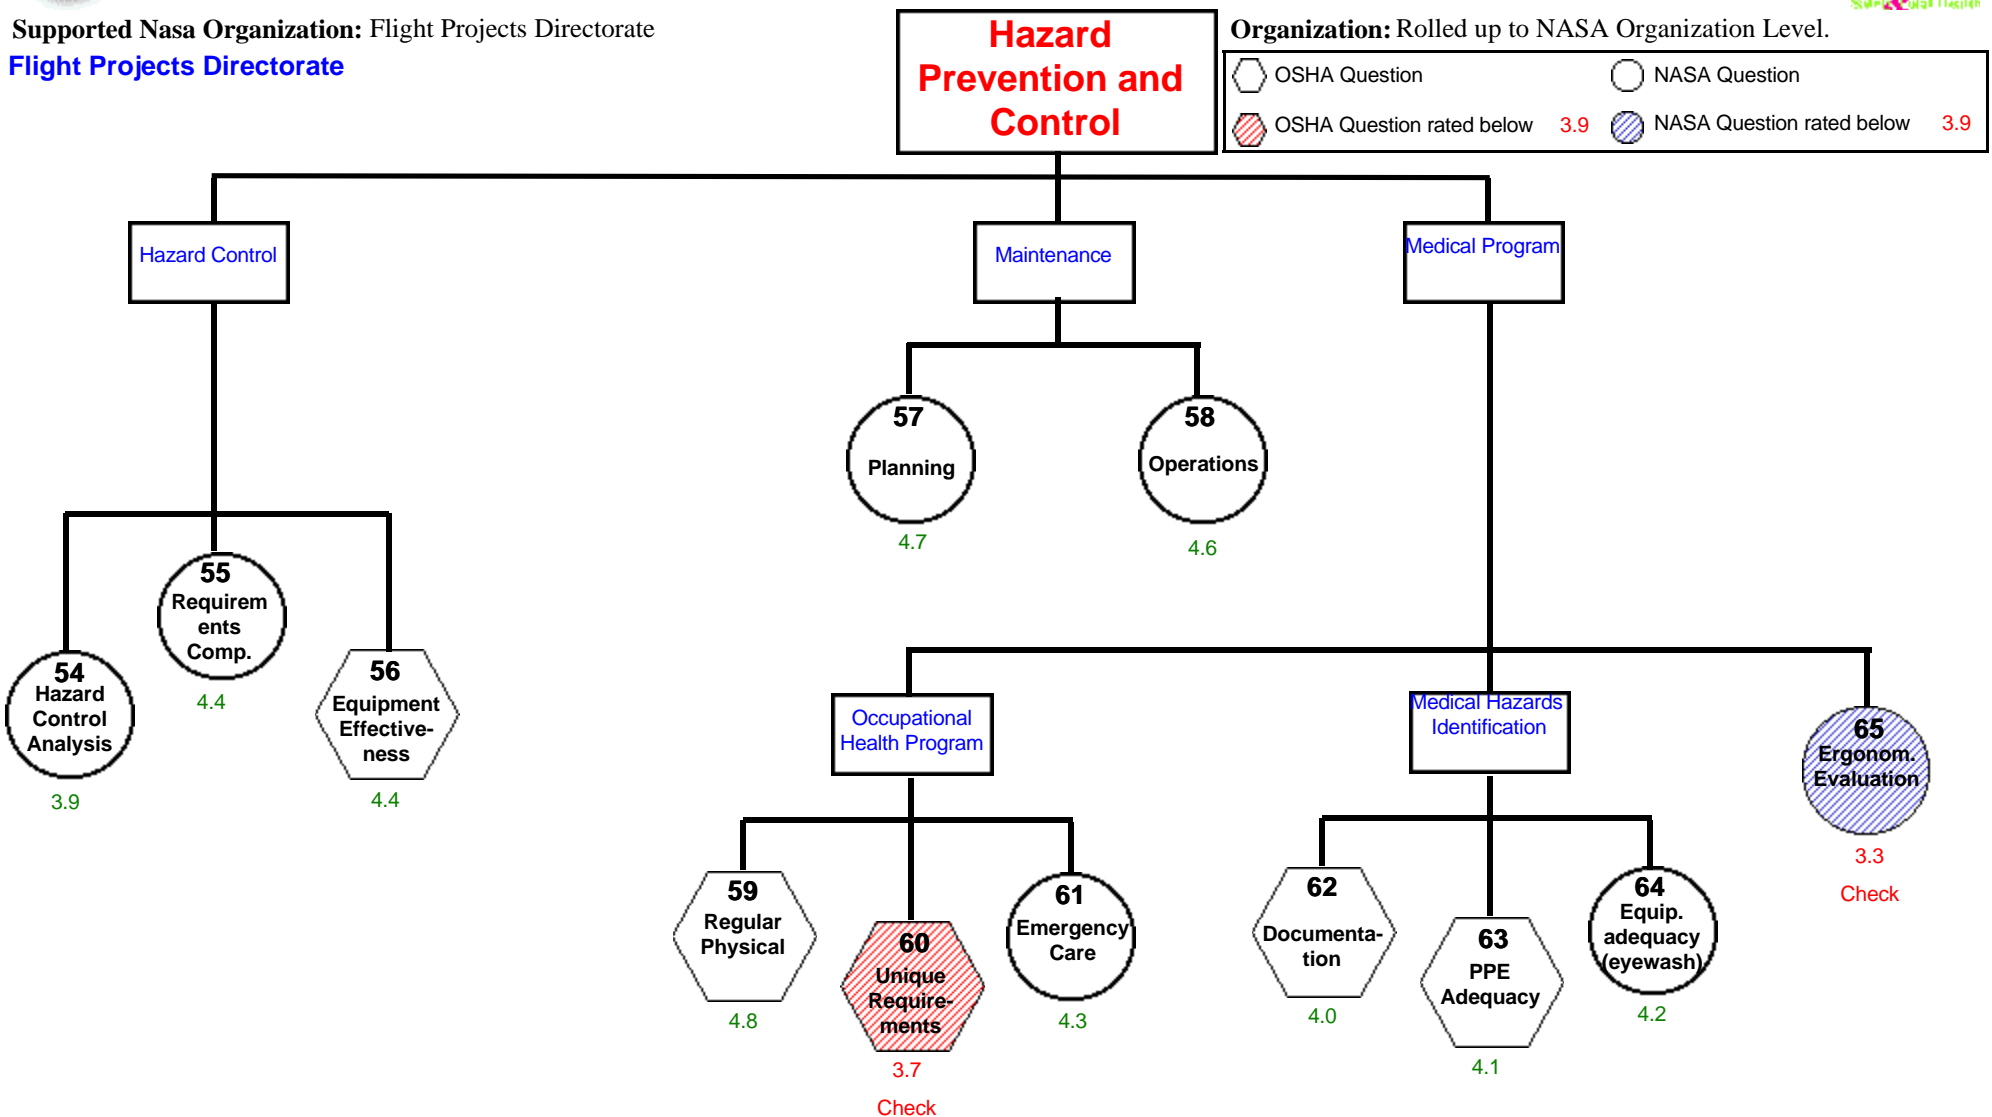 Supported Nasa Organization: Flight Projects Directorate
Flight Projects Directorate
Hazard
Prevention and
Control
Organization: Rolled up to NASA Organization Level.
OSHA Question
NASA Question
OSHA Question rated below 3.9
NASA Question rated below 3.9
Hazard Control
Maintenance
Medical Program
57
Planning
4.7
58
Operations
4.6
54
Hazard
Control
Analysis
3.9
55
Requirem
ents
Comp.
4.4
56
Equipment
Effective-
ness
4.4
Occupational
Health Program
Medical Hazards
Identification
65
Ergonom.
Evaluation
3.3
Check
59
Regular
Physical
4.8
60
Unique
Require-
ments
3.7
Check
61
Emergency
Care
4.3
62
Documenta-
tion
4.0
63
PPE
Adequacy
4.1
64
Equip.
adequacy
(eyewash)
4.2